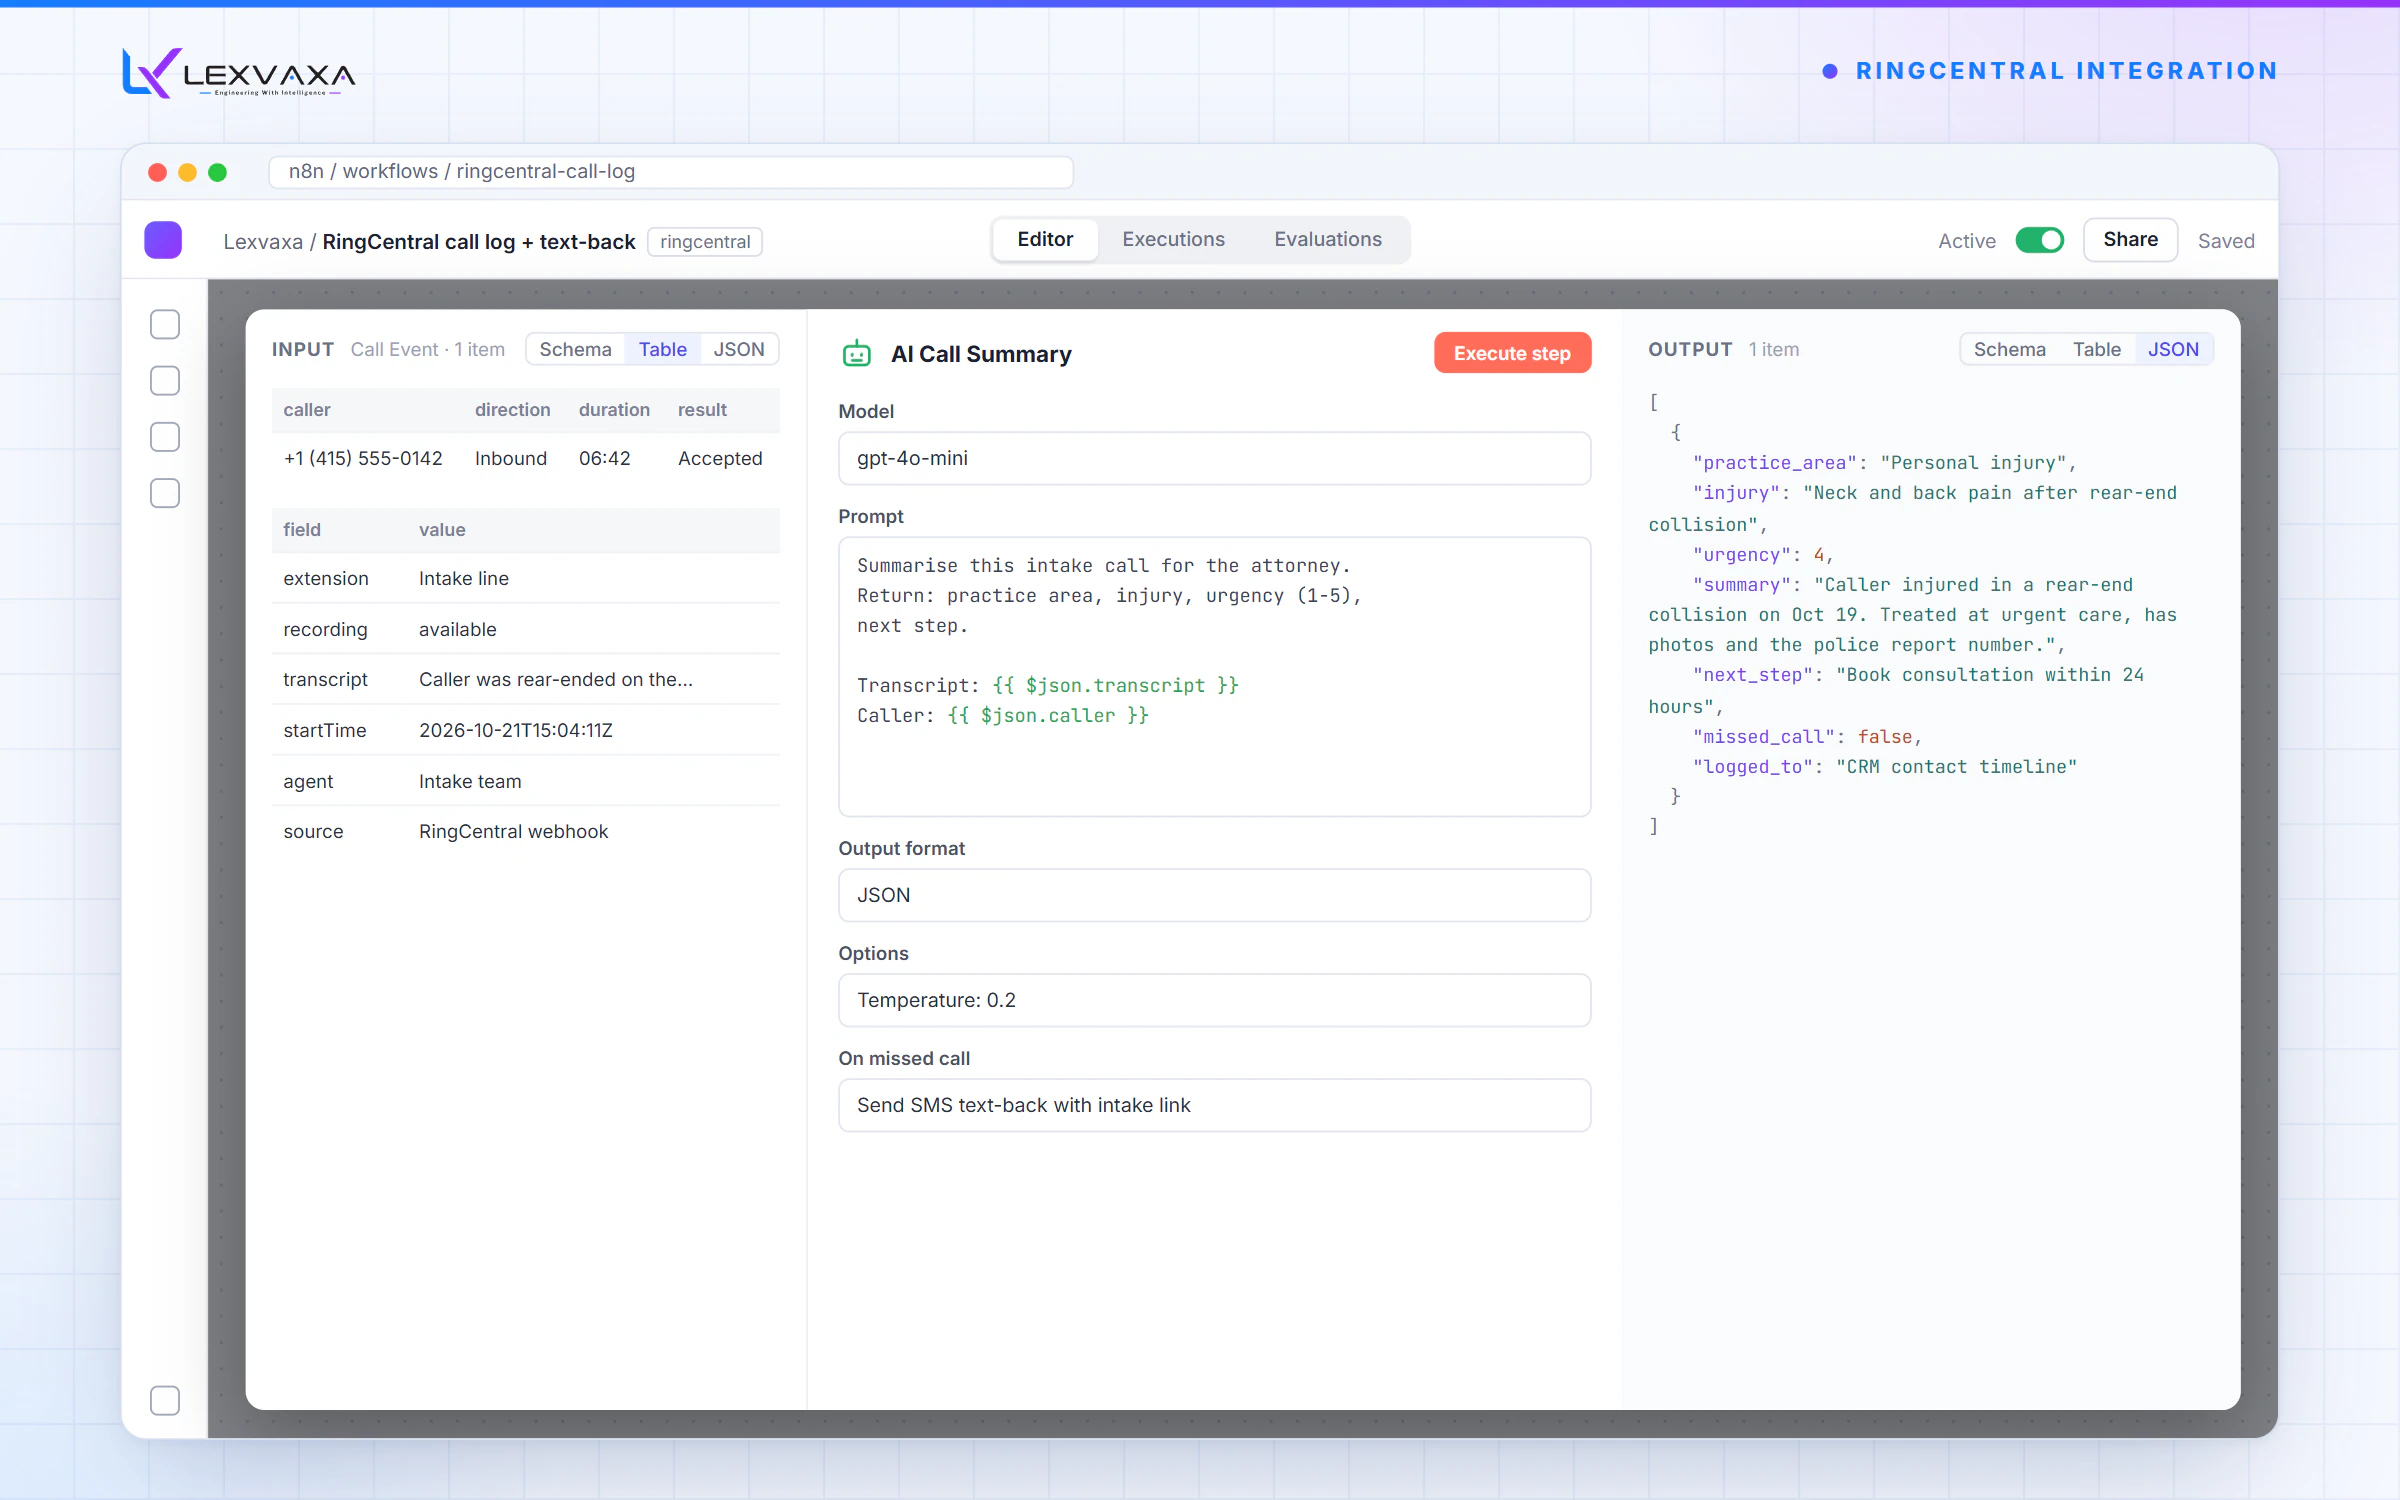 LEXVAXA
Engineering With Intelligence
RINGCENTRAL INTEGRATION
n8n / workflows / ringcentral-call-log
Lexvaxa / RingCentral call log + text-back
ringcentral
Editor
Executions
Evaluations
Active
Share
Saved
INPUT
Call Event · 1 item
Schema
Table
JSON
caller direction duration result
+1 (415) 555-0142 Inbound 06:42 Accepted
field value
extension Intake line
recording available
transcript Caller was rear-ended on the...
startTime 2026-10-21T15:04:11Z
agent Intake team
source RingCentral webhook
AI Call Summary
Execute step
Model
gpt-4o-mini
Prompt
Summarise this intake call for the attorney.
Return: practice area, injury, urgency (1-5),
next step.
Transcript: {{ $json.transcript }}
Caller: {{ $json.caller }}
Output format
JSON
Options
Temperature: 0.2
On missed call
Send SMS text-back with intake link
OUTPUT
1 item
Schema
Table
JSON
[
{
"practice_area": "Personal injury",
"injury": "Neck and back pain after rear-end
collision",
"urgency": 4,
"summary": "Caller injured in a rear-end
collision on Oct 19. Treated at urgent care, has
photos and the police report number.",
"next_step": "Book consultation within 24
hours",
"missed_call": false,
"logged_to": "CRM contact timeline"
}
]